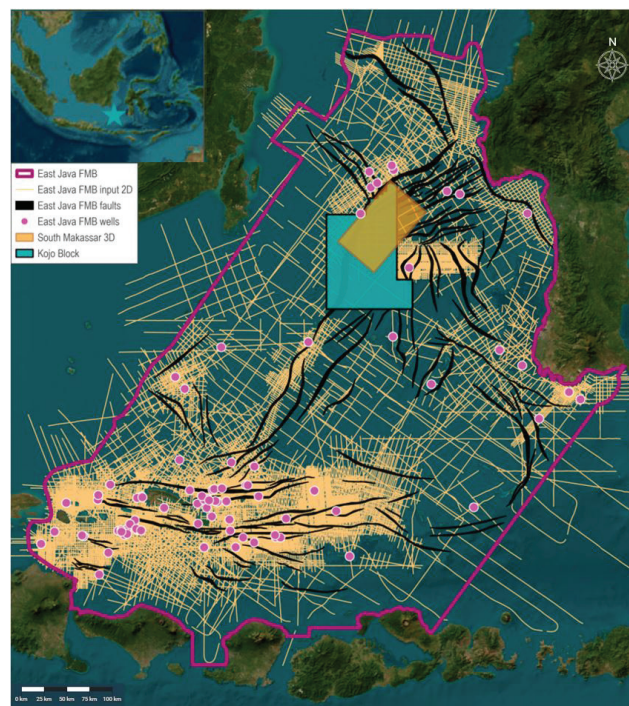 N
East Java FMB
East Java FMB input 2D
East Java FMB faults
East Java FMB wells
South Makassar 3D
Kojo Block
0 km 25 km 50 km 75 km 100 km